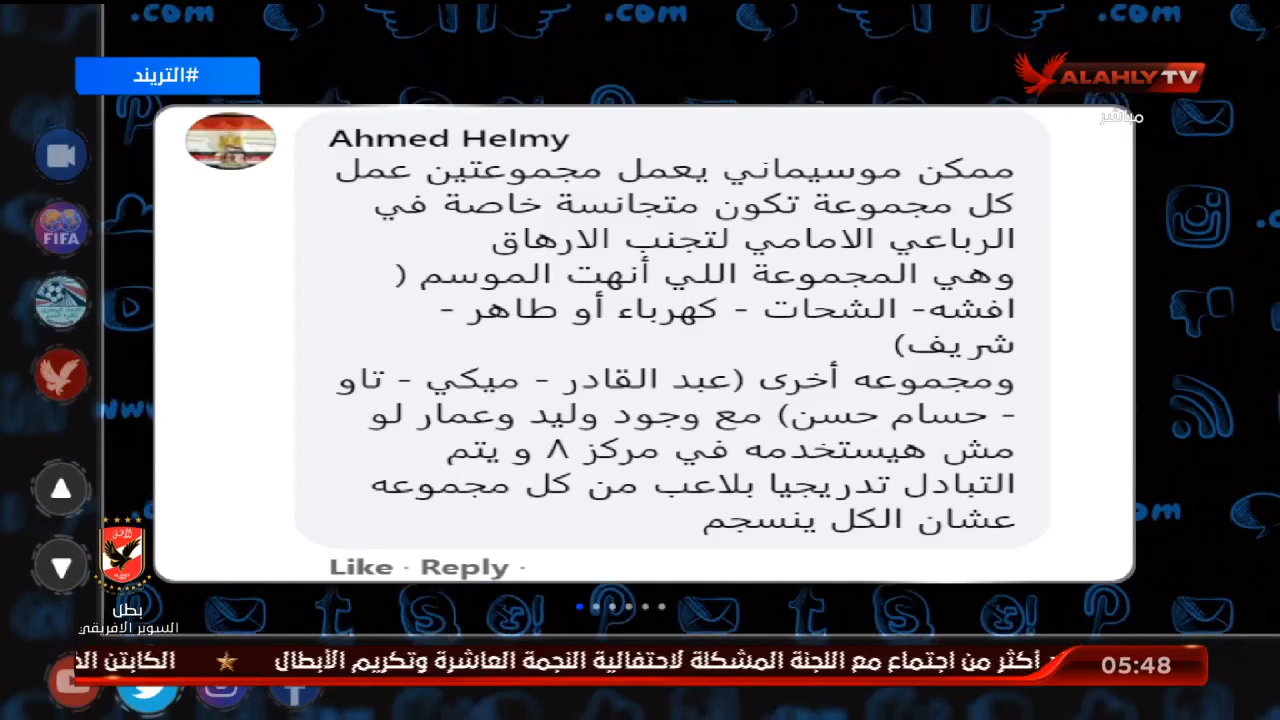 #التريند
ALAHLY TV
مباشر
Ahmed Helmy
ممكن موسيماني يعمل مجموعتين عمل
كل مجموعة تكون متجانسة خاصة في
الرباعي الامامي لتجنب الارهاق
وهي المجموعة اللي أنهت الموسم (
افشه- الشحات - كهرباء أو طاهر -
شريف)
ومجموعه أخرى (عبد القادر - ميكي - تاو
- حسام حسن) مع وجود وليد وعمار لو
مش هيستخدمه في مركز ٨ و يتم
التبادل تدريجيا بلاعب من كل مجموعه
عشان الكل ينسجم
Like · Reply ·
FIFA
بطل
السوبر الافريقي
أكثر من اجتماع مع اللجنة المشكلة لاحتفالية النجمة العاشرة وتكريم الأبطال
الكابتن
05:48
.com
.com
.com